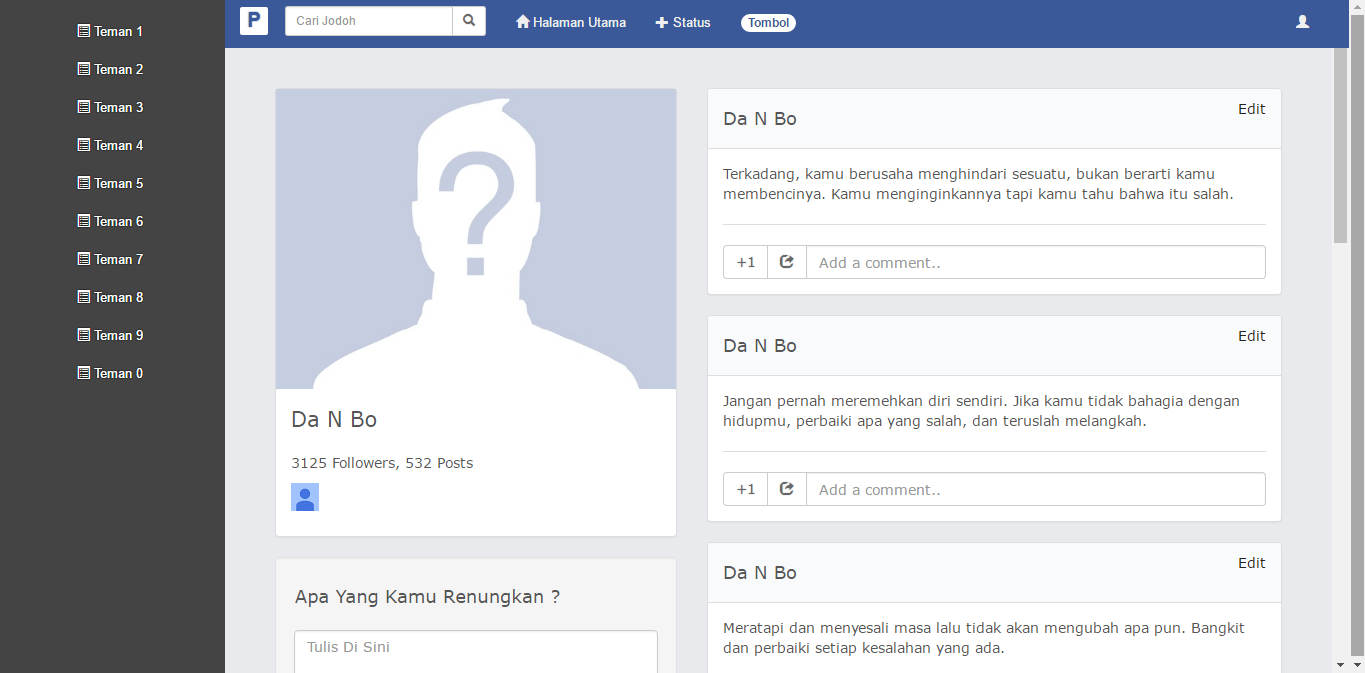 Teman 1
Teman 2
Teman 3
Teman 4
Teman 5
Teman 6
Teman 7
Teman 8
Teman 9
Teman 0
P
Cari Jodoh
Halaman Utama
Status
Tombol
?
Da N Bo
3125 Followers, 532 Posts
Apa Yang Kamu Renungkan ?
Tulis Di Sini
Da N Bo
Edit
Terkadang, kamu berusaha menghindari sesuatu, bukan berarti kamu
membencinya. Kamu menginginkannya tapi kamu tahu bahwa itu salah.
+1
Add a comment..
Da N Bo
Edit
Jangan pernah meremehkan diri sendiri. Jika kamu tidak bahagia dengan
hidupmu, perbaiki apa yang salah, dan teruslah melangkah.
+1
Add a comment..
Da N Bo
Edit
Meratapi dan menyesali masa lalu tidak akan mengubah apa pun. Bangkit
dan perbaiki setiap kesalahan yang ada.